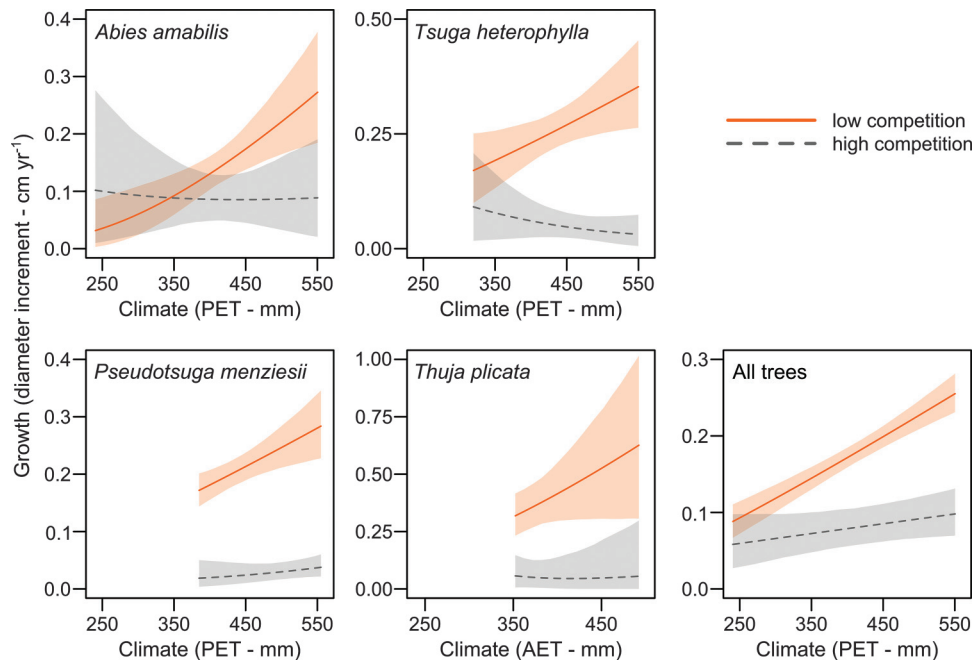 Growth (diameter increment - cm yr⁻¹)
Abies amabilis
0.4
0.3
0.2
0.1
0.0
250 350 450 550
Climate (PET - mm)
Tsuga heterophylla
0.50
0.25
0.00
250 350 450 550
Climate (PET - mm)
low competition
high competition
Pseudotsuga menziesii
0.4
0.3
0.2
0.1
0.0
250 350 450 550
Climate (PET - mm)
Thuja plicata
1.00
0.75
0.50
0.25
0.00
250 350 450
Climate (AET - mm)
All trees
0.3
0.2
0.1
0.0
250 350 450 550
Climate (PET - mm)